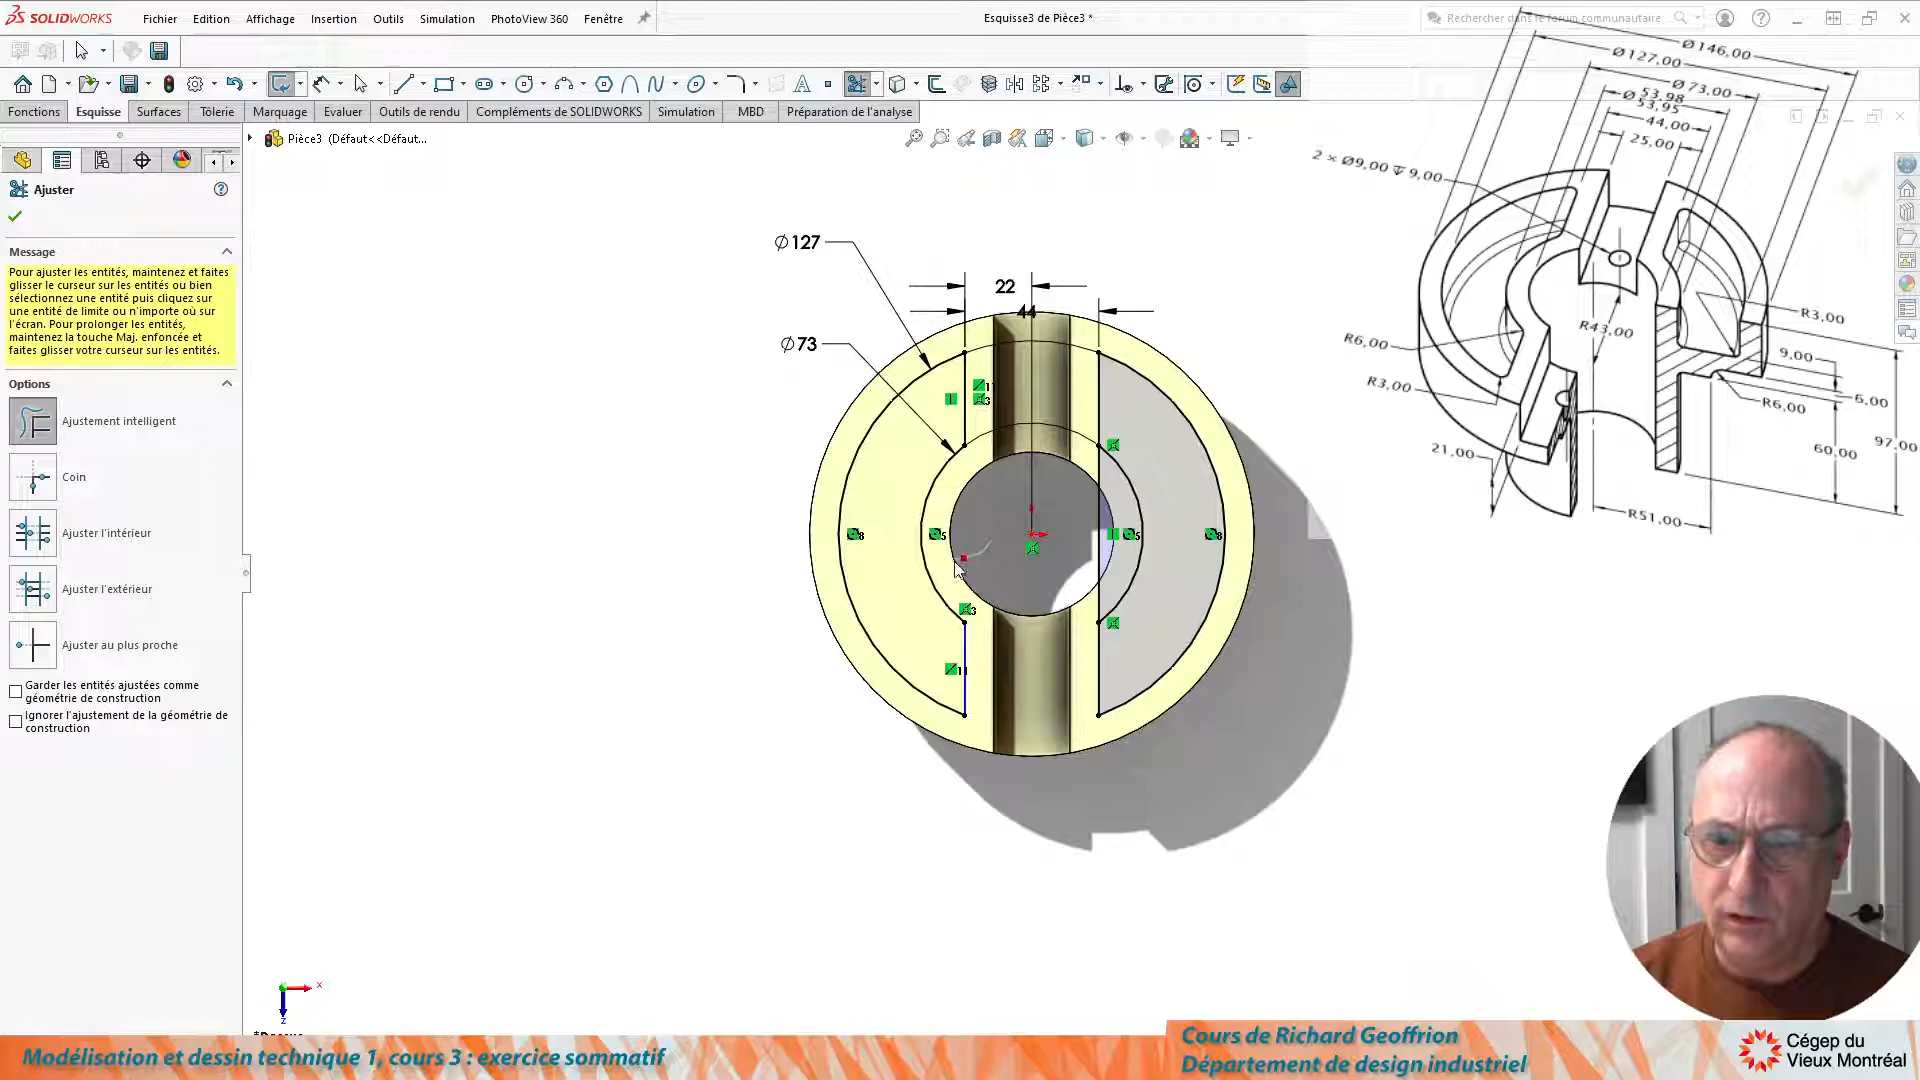 SOLIDWORKS
Fichier Edition Affichage Insertion Outils Simulation PhotoView 360 Fenêtre
Esquisse3 de Pièce3 *
Rechercher dans le forum communautaire
Fonctions Esquisse Surfaces Tôlerie Marquage Evaluer Outils de rendu Compléments de SOLIDWORKS Simulation MBD Préparation de l'analyse
Pièce3 (Défaut<<Défaut...
Ajuster
Message
Pour ajuster les entités, maintenez et faites
glisser le curseur sur les entités ou bien
sélectionnez une entité puis cliquez sur
une entité de limite ou n'importe où sur
l'écran. Pour prolonger les entités,
maintenez la touche Maj. enfoncée et
faites glisser votre curseur sur les entités.
Options
Ajustement intelligent
Coin
Ajuster l'intérieur
Ajuster l'extérieur
Ajuster au plus proche
Garder les entités ajustées comme
géométrie de construction
Ignorer l'ajustement de la géométrie de
construction
Ø127
22
44
Ø73
Ø146,00
Ø127,00
Ø73,00
Ø 53,98
53,95
44,00
25,00
2 × Ø9,00 ↧ 9,00
R43,00
R3,00
R6,00
9,00
R3,00
R6,00
6,00
97,00
60,00
21,00
R51,00
x
z
Modélisation et dessin technique 1, cours 3 : exercice sommatif
Cours de Richard Geoffrion
Département de design industriel
Cégep du
Vieux Montréal